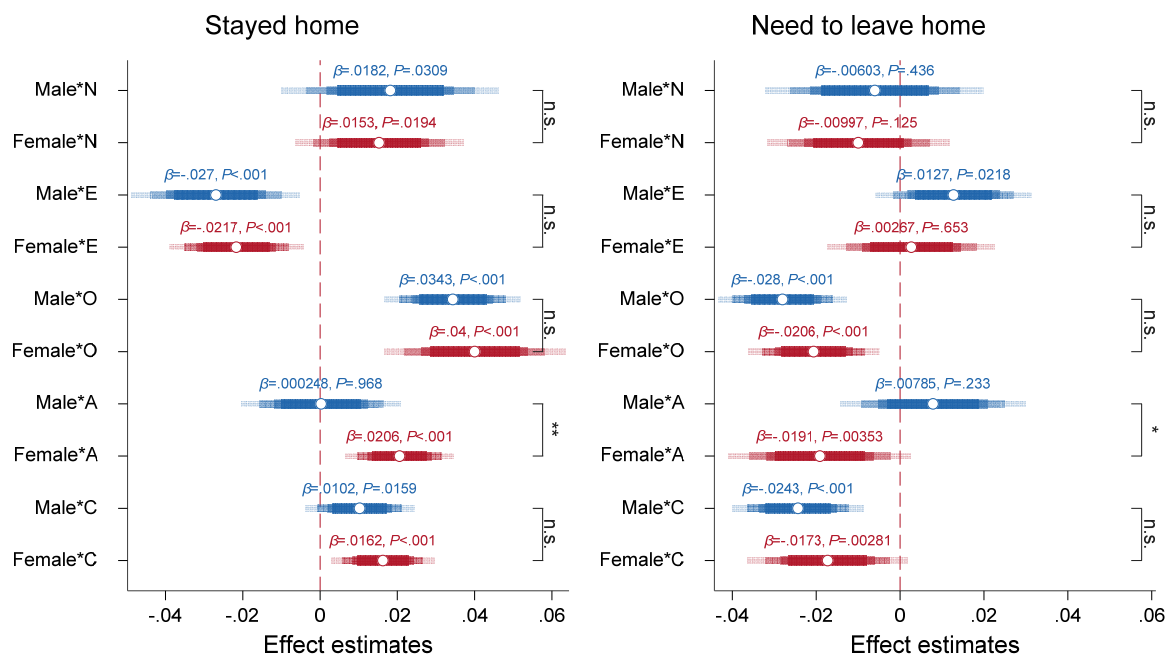 Stayed home
Need to leave home
Male*N
β=.0182, P=.0309
n.s.
Female*N
β=.0153, P=.0194
Male*E
β=-.027, P<.001
n.s.
Female*E
β=-.0217, P<.001
Male*O
β=.0343, P<.001
n.s.
Female*O
β=.04, P<.001
Male*A
β=.000248, P=.968
**
Female*A
β=.0206, P<.001
Male*C
β=.0102, P=.0159
n.s.
Female*C
β=.0162, P<.001
-.04 -.02 0 .02 .04 .06
Effect estimates
Male*N
β=-.00603, P=.436
n.s.
Female*N
β=-.00997, P=.125
Male*E
β=.0127, P=.0218
n.s.
Female*E
β=.00267, P=.653
Male*O
β=-.028, P<.001
n.s.
Female*O
β=-.0206, P<.001
Male*A
β=.00785, P=.233
*
Female*A
β=-.0191, P=.00353
Male*C
β=-.0243, P<.001
n.s.
Female*C
β=-.0173, P=.00281
-.04 -.02 0 .02 .04 .06
Effect estimates